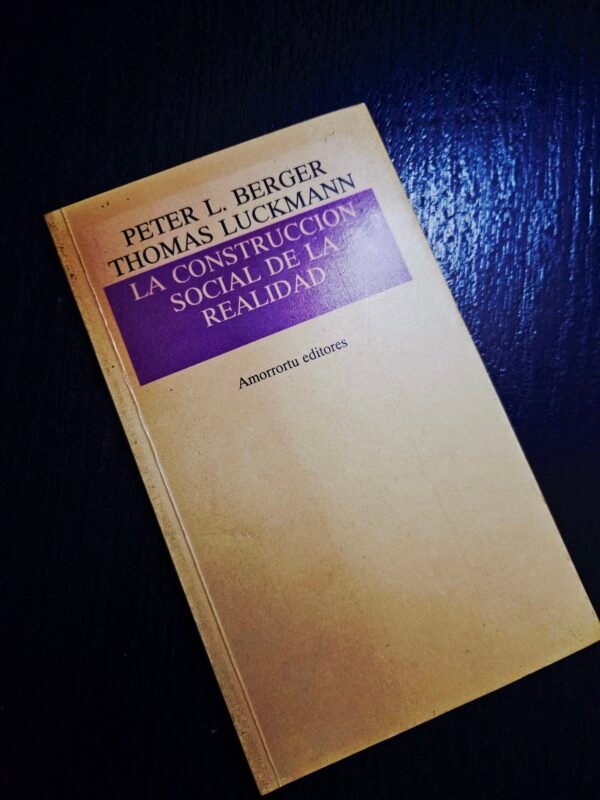 PETER L. BERGER
THOMAS LUCKMANN
LA CONSTRUCCION
SOCIAL DE LA
REALIDAD
Amorrortu editores